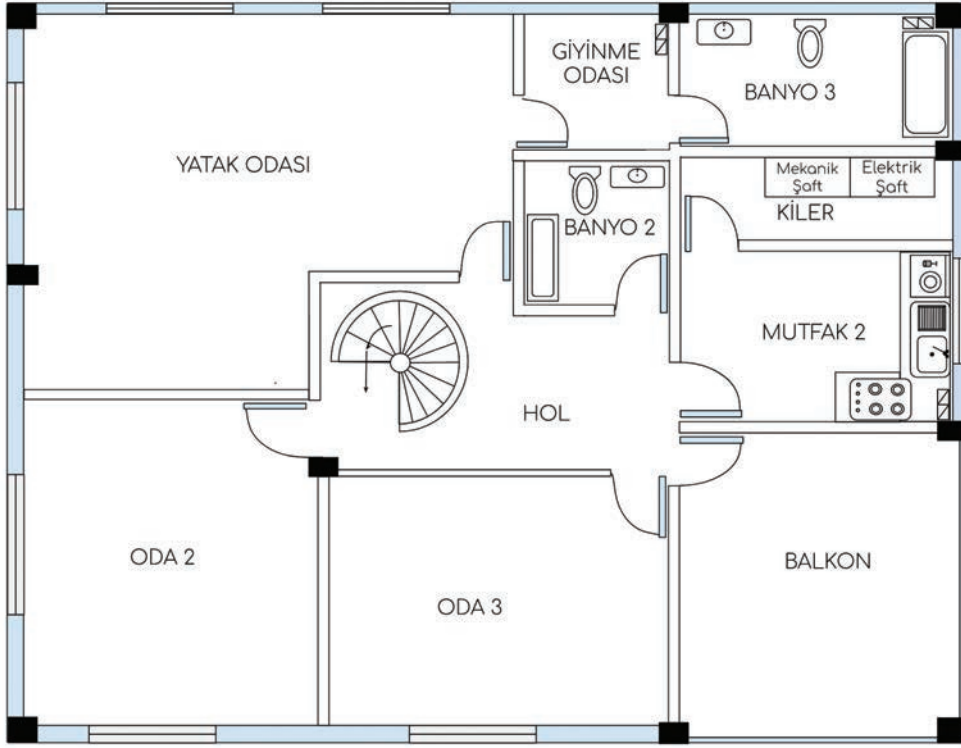 GİYİNME
ODASI
BANYO 3
YATAK ODASI
Mekanik
Şaft
Elektrik
Şaft
KİLER
BANYO 2
MUTFAK 2
HOL
ODA 2
ODA 3
BALKON